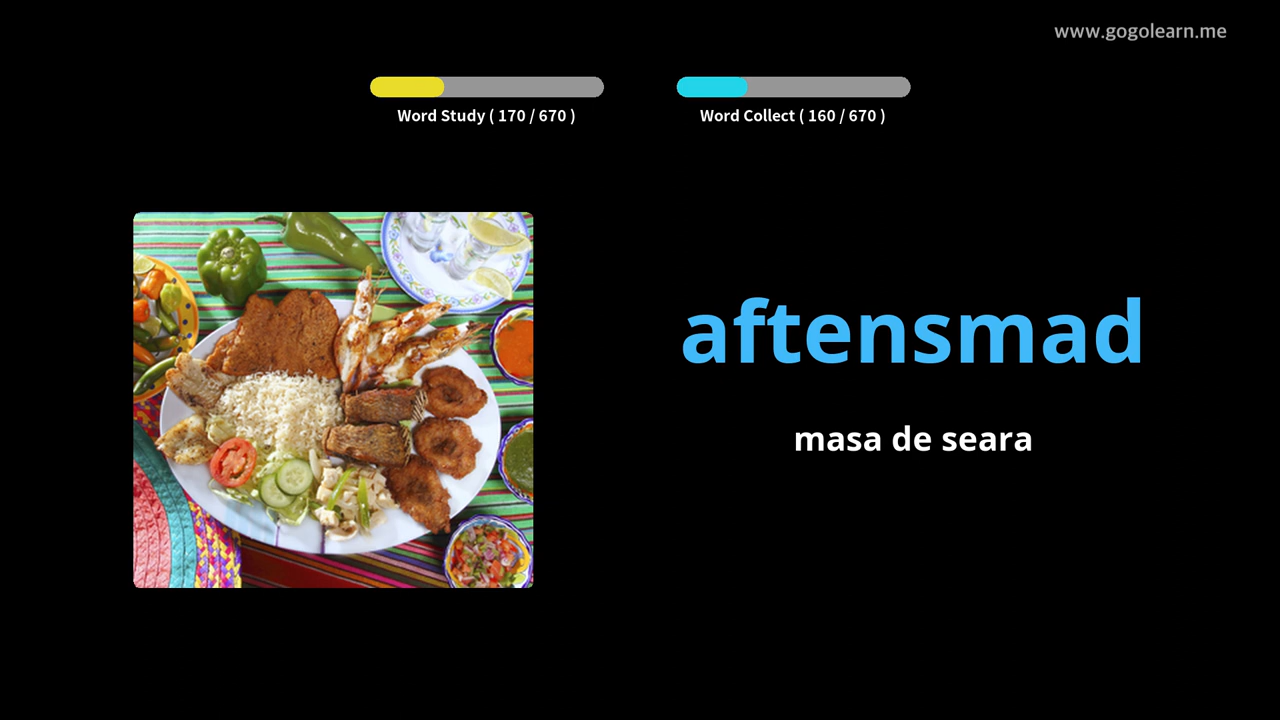 www.gogolearn.me
Word Study ( 170 / 670 )
Word Collect ( 160 / 670 )
aftensmad
masa de seara